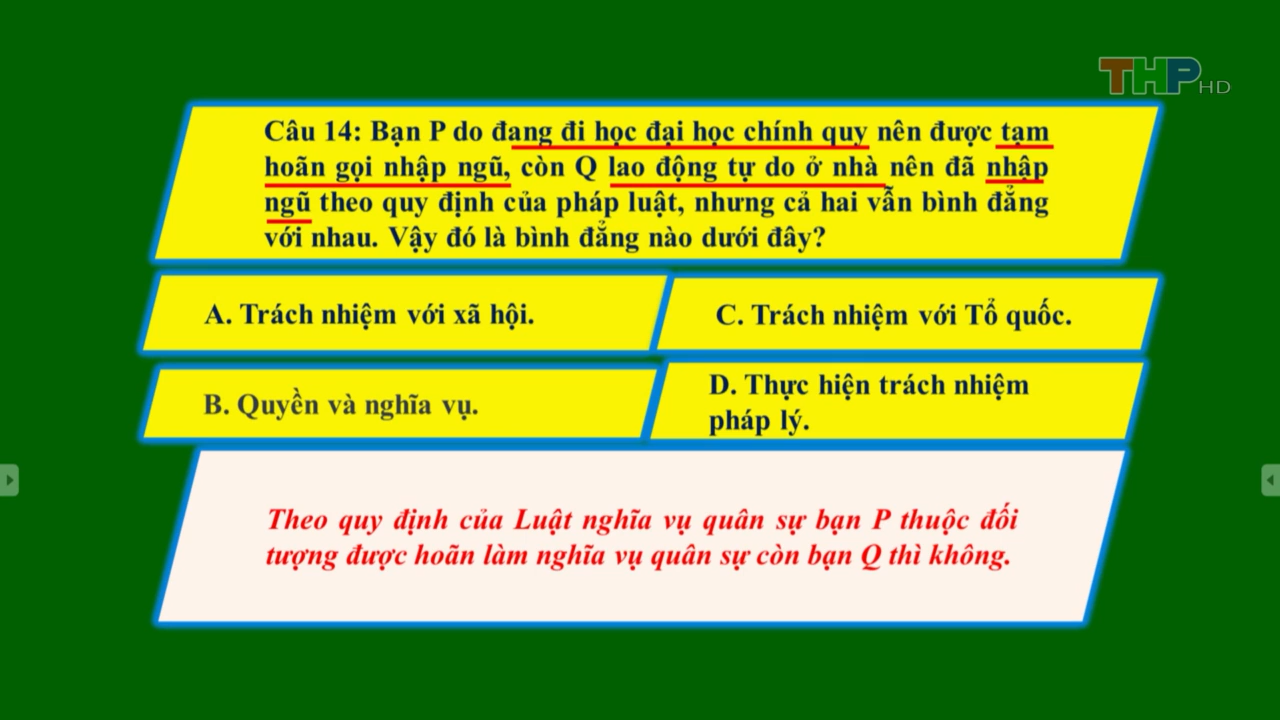 THP HD
Câu 14: Bạn P do đang đi học đại học chính quy nên được tạm
hoãn gọi nhập ngũ, còn Q lao động tự do ở nhà nên đã nhập
ngũ theo quy định của pháp luật, nhưng cả hai vẫn bình đẳng
với nhau. Vậy đó là bình đẳng nào dưới đây?
A. Trách nhiệm với xã hội.
C. Trách nhiệm với Tổ quốc.
B. Quyền và nghĩa vụ.
D. Thực hiện trách nhiệm
pháp lý.
Theo quy định của Luật nghĩa vụ quân sự bạn P thuộc đối
tượng được hoãn làm nghĩa vụ quân sự còn bạn Q thì không.